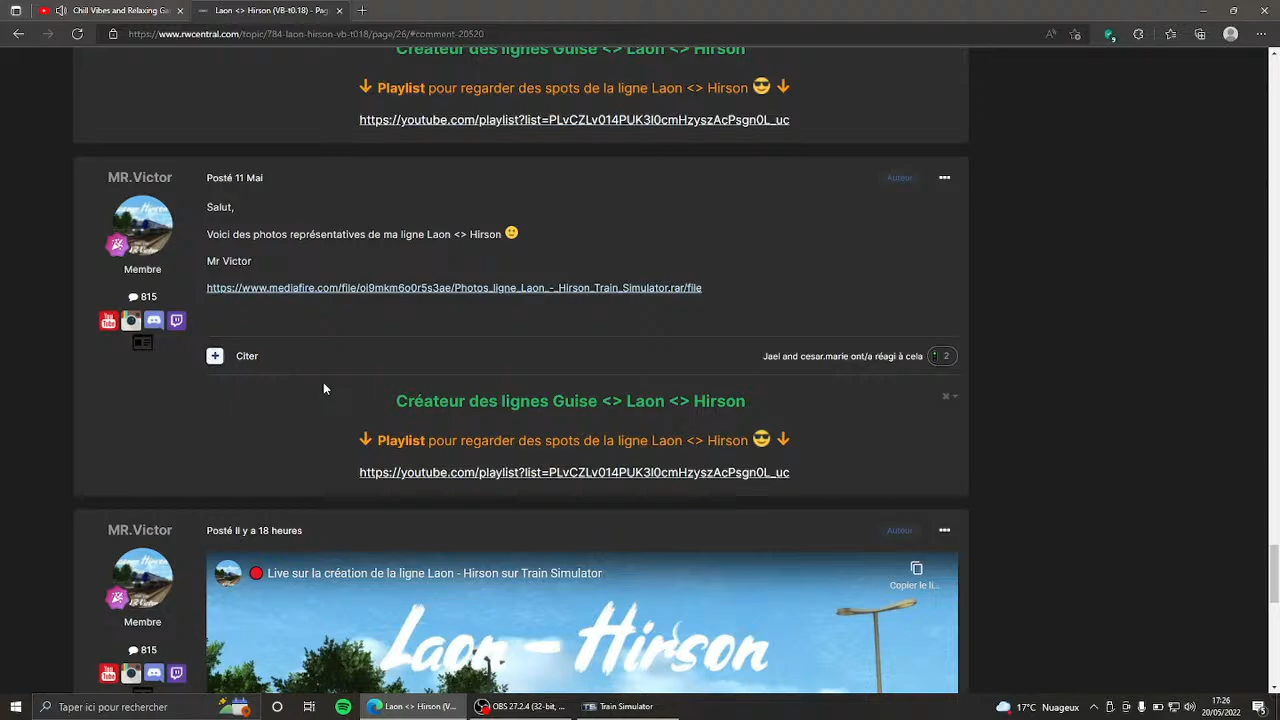 Chill Vibes and Relaxing Ga
Laon <> Hirson (VB-t0.18) - Pag
https://www.rwcentral.com/topic/784-laon-hirson-vb-t018/page/26/#comment-20520
Créateur des lignes Guise <> Laon <> Hirson
Playlist pour regarder des spots de la ligne Laon <> Hirson
https://youtube.com/playlist?list=PLvCZLv014PUK3I0cmHzyszAcPsgn0L_uc
MR.Victor
Posté 11 Mai
Auteur
Salut,
Voici des photos représentatives de ma ligne Laon <> Hirson
Mr Victor
Membre
https://www.mediafire.com/file/oi9mkm6o0r5s3ae/Photos_ligne_Laon_-_Hirson_Train_Simulator.rar/file
815
Citer
Jael and cesar.marie ont/a réagi à cela
2
Créateur des lignes Guise <> Laon <> Hirson
Playlist pour regarder des spots de la ligne Laon <> Hirson
https://youtube.com/playlist?list=PLvCZLv014PUK3I0cmHzyszAcPsgn0L_uc
MR.Victor
Posté Il y a 18 heures
Auteur
Live sur la création de la ligne Laon - Hirson sur Train Simulator
Copier le li...
Laon - Hirson
Membre
815
Taper ici pour rechercher
Laon <> Hirson (V...
OBS 27.2.4 (32-bit, ...
Train Simulator
17°C Nuageux
17:26
20/05/2022